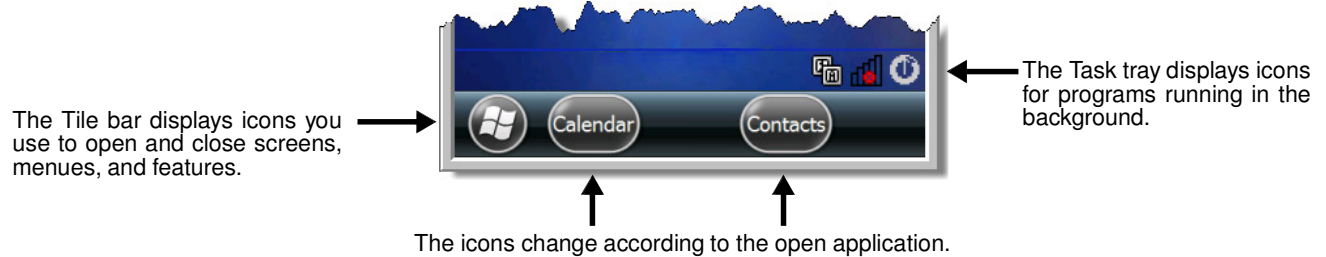 The Tile bar displays icons you
use to open and close screens,
menues, and features.
Calendar
Contacts
The Task tray displays icons
for programs running in the
background.
The icons change according to the open application.